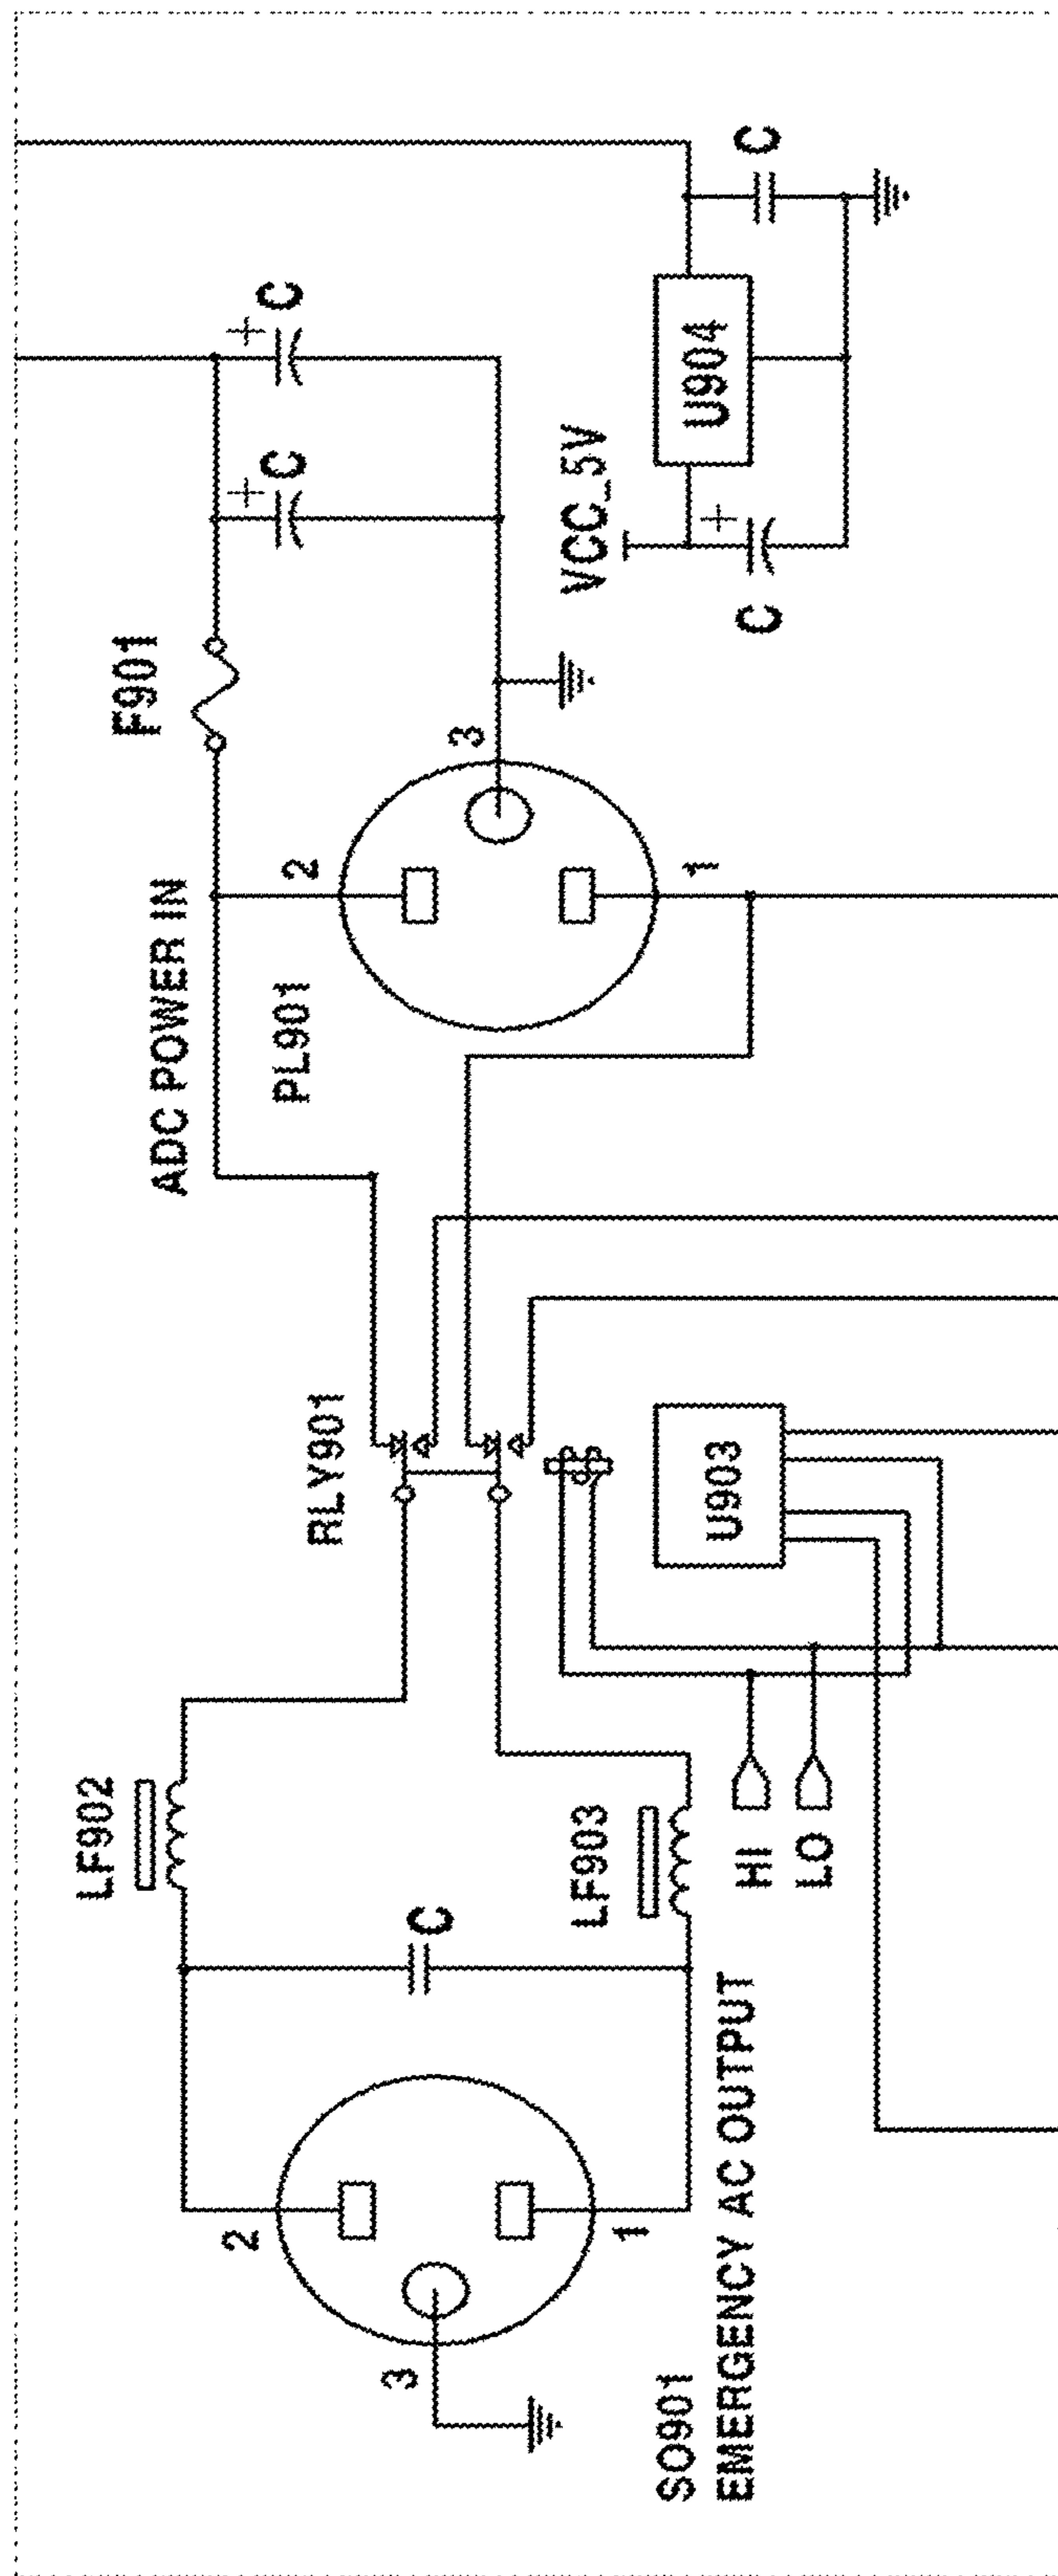 SO901
EMERGENCY AC OUTPUT
3
2
1
C
LF902
LF903
HI
LO
RLY901
U903
ADC POWER IN
PL901
2
1
3
F901
C
C
VCC_5V
C
U904
C